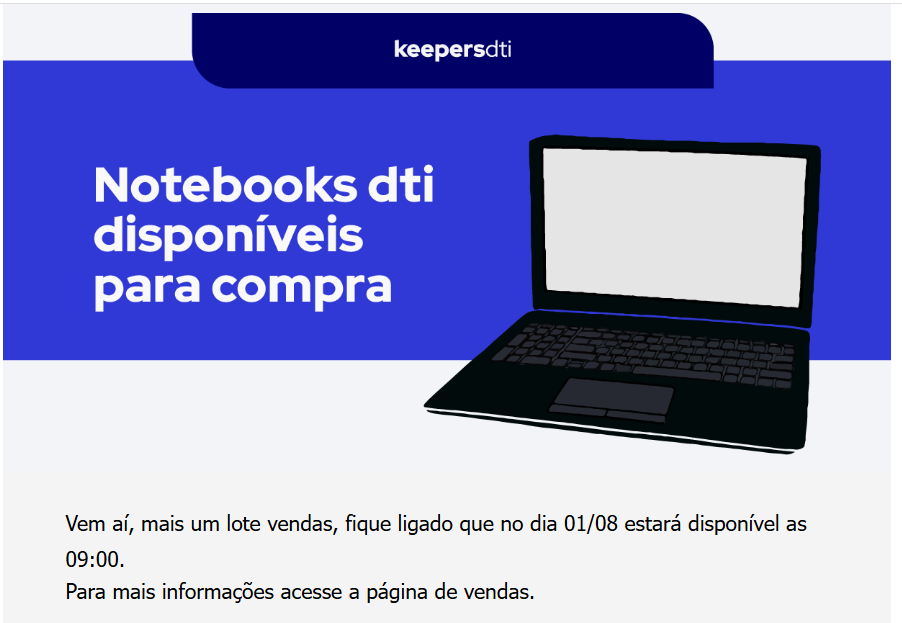 keepersdti
Notebooks dti
disponíveis
para compra
Vem aí, mais um lote vendas, fique ligado que no dia 01/08 estará disponível as
09:00.
Para mais informações acesse a página de vendas.